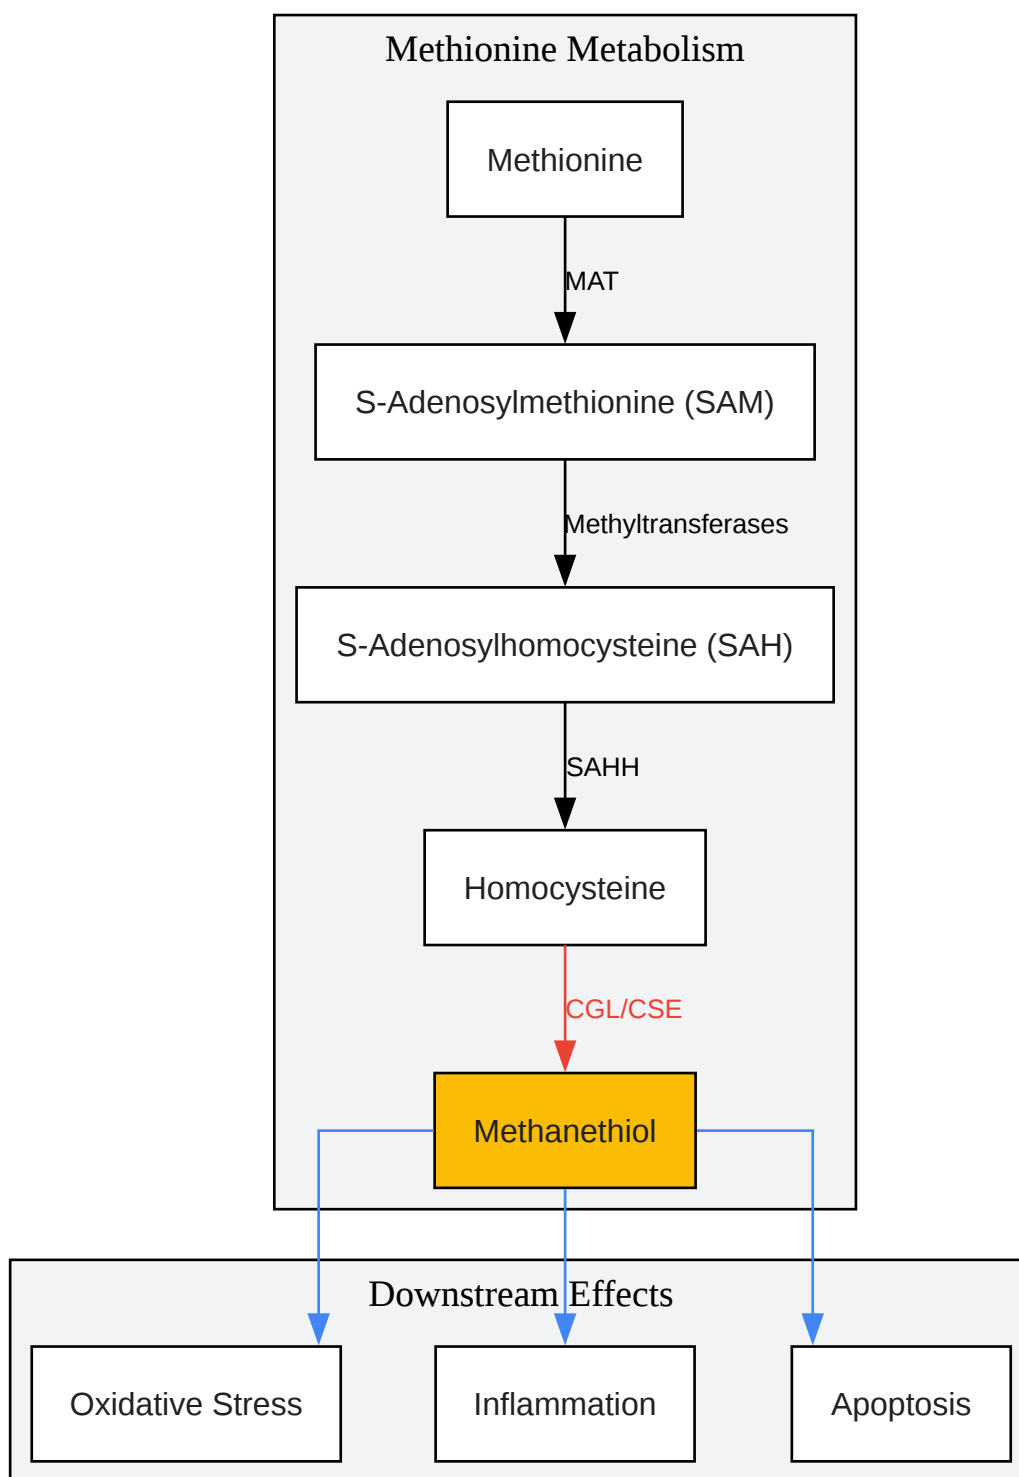 Methionine Metabolism
Methionine
MAT
S-Adenosylmethionine (SAM)
Methyltransferases
S-Adenosylhomocysteine (SAH)
SAHH
Homocysteine
CGL/CSE
Methanethiol
Downstream Effects
Oxidative Stress
Inflammation
Apoptosis